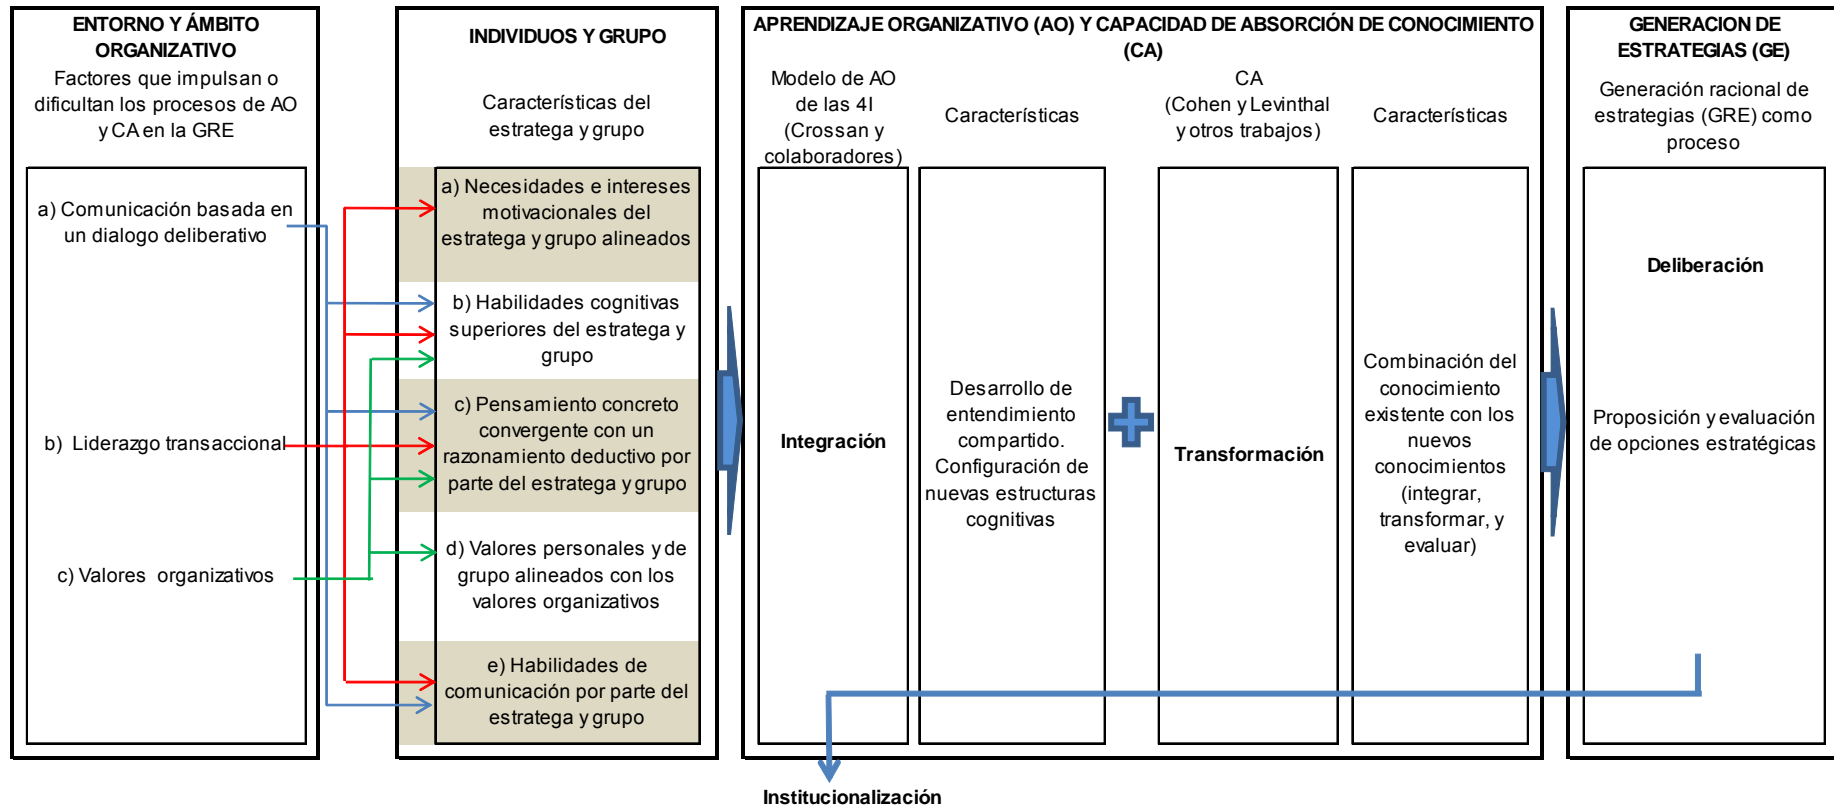 ENTORNO Y ÁMBITO
ORGANIZATIVO
Factores que impulsan o
dificultan los procesos de AO
y CA en la GRE
a) Comunicación basada en
un dialogo deliberativo
b) Liderazgo transaccional
c) Valores organizativos
INDIVIDUOS Y GRUPO
Características del
estratega y grupo
a) Necesidades e intereses
motivacionales del
estratega y grupo alineados
b) Habilidades cognitivas
superiores del estratega y
grupo
c) Pensamiento concreto
convergente con un
razonamiento deductivo por
parte del estratega y grupo
d) Valores personales y de
grupo alineados con los
valores organizativos
e) Habilidades de
comunicación por parte del
estratega y grupo
APRENDIZAJE ORGANIZATIVO (AO) Y CAPACIDAD DE ABSORCIÓN DE CONOCIMIENTO
(CA)
Modelo de AO
de las 4I
(Crossan y
colaboradores)
Integración
Características
Desarrollo de
entendimiento
compartido.
Configuración de
nuevas estructuras
cognitivas
CA
(Cohen y Levinthal
y otros trabajos)
Transformación
Características
Combinación del
conocimiento
existente con los
nuevos
conocimientos
(integrar,
transformar, y
evaluar)
GENERACION DE
ESTRATEGIAS (GE)
Generación racional de
estrategias (GRE) como
proceso
Deliberación
Proposición y evaluación
de opciones estratégicas
Institucionalización